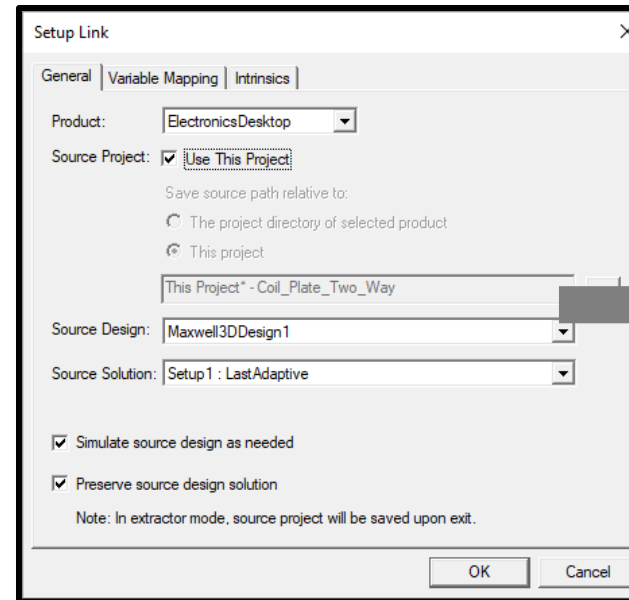 Setup Link
General Variable Mapping Intrinsics
Product: ElectronicsDesktop
Source Project: Use This Project
Save source path relative to:
The project directory of selected product
This project
This Project* - Coil_Plate_Two_Way
Source Design: Maxwell3DDesign1
Source Solution: Setup1 : LastAdaptive
Simulate source design as needed
Preserve source design solution
Note: In extractor mode, source project will be saved upon exit.
OK Cancel